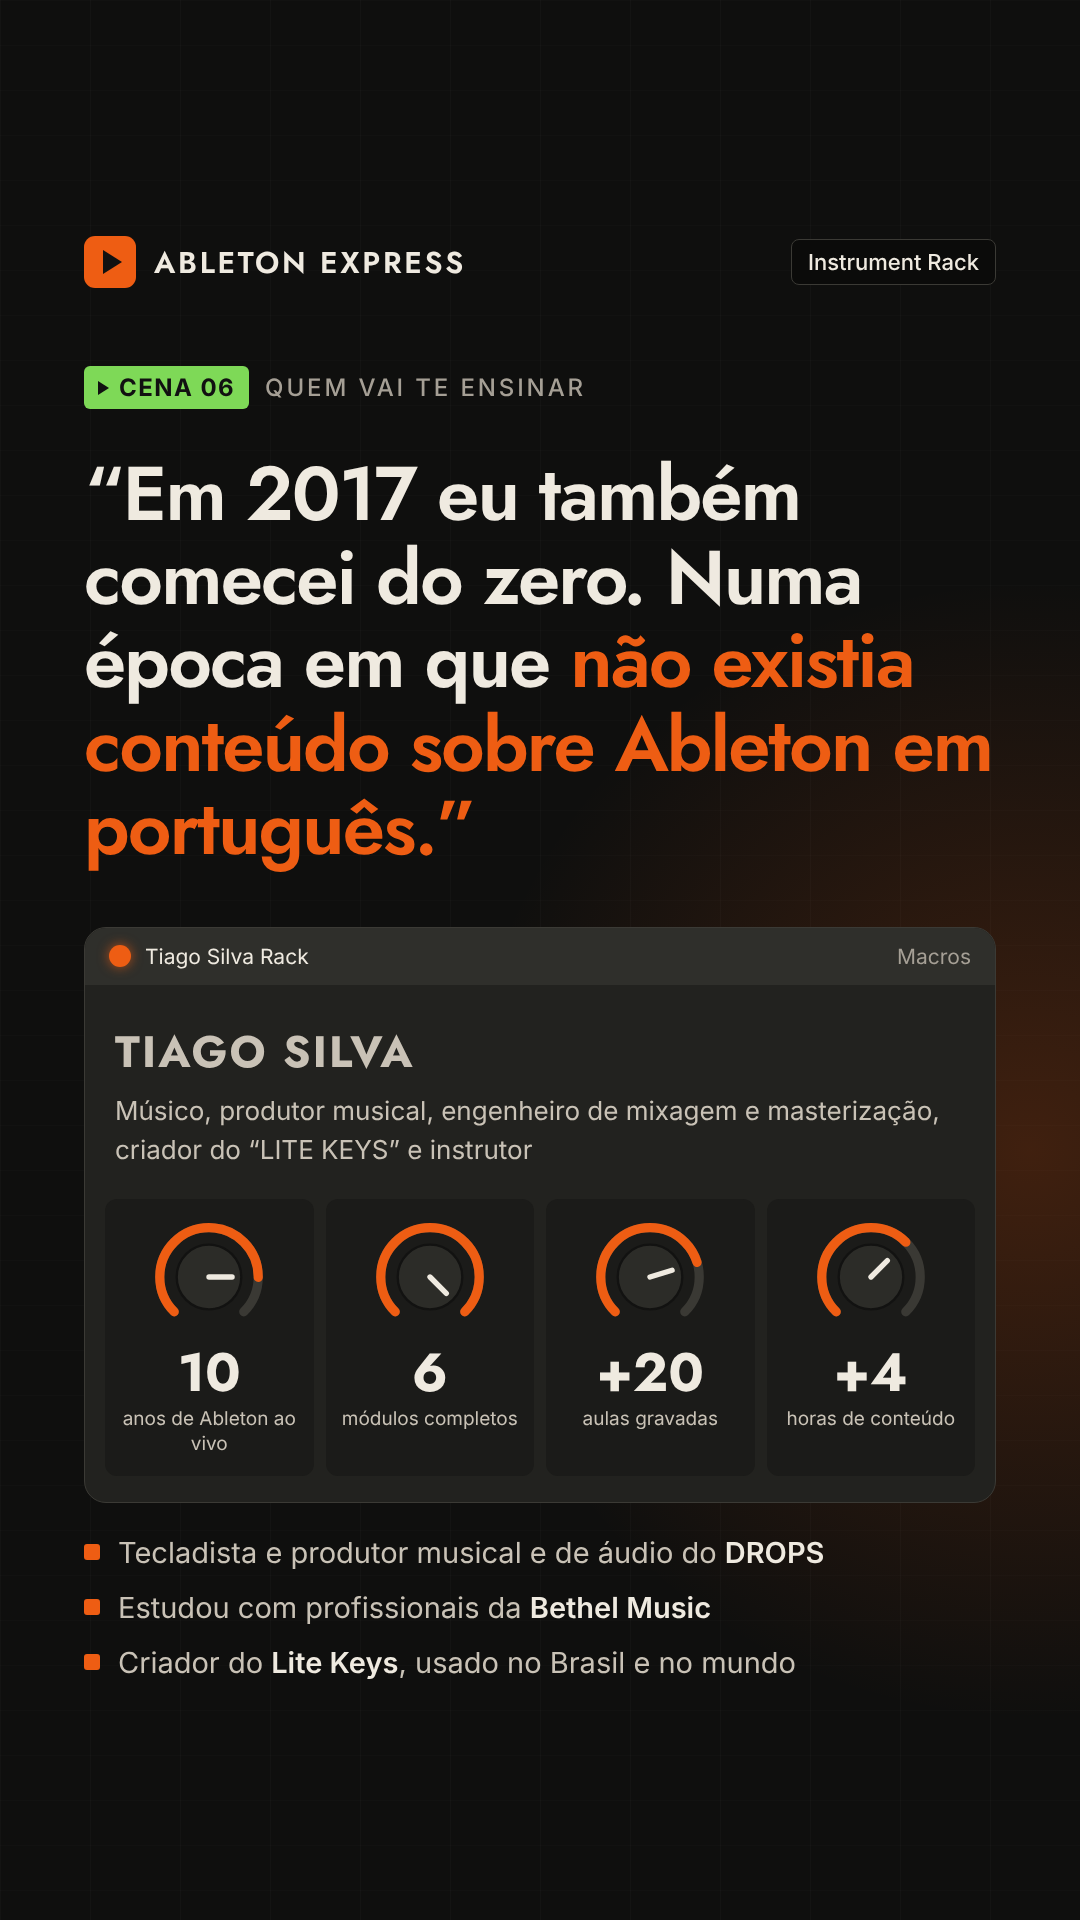 ABLETON EXPRESS
Instrument Rack
CENA 06
QUEM VAI TE ENSINAR
“Em 2017 eu também
comecei do zero. Numa
época em que não existia
conteúdo sobre Ableton em
português.”
Tiago Silva Rack
Macros
TIAGO SILVA
Músico, produtor musical, engenheiro de mixagem e masterização,
criador do “LITE KEYS” e instrutor
10
anos de Ableton ao
vivo
6
módulos completos
+20
aulas gravadas
+4
horas de conteúdo
Tecladista e produtor musical e de áudio do DROPS
Estudou com profissionais da Bethel Music
Criador do Lite Keys, usado no Brasil e no mundo